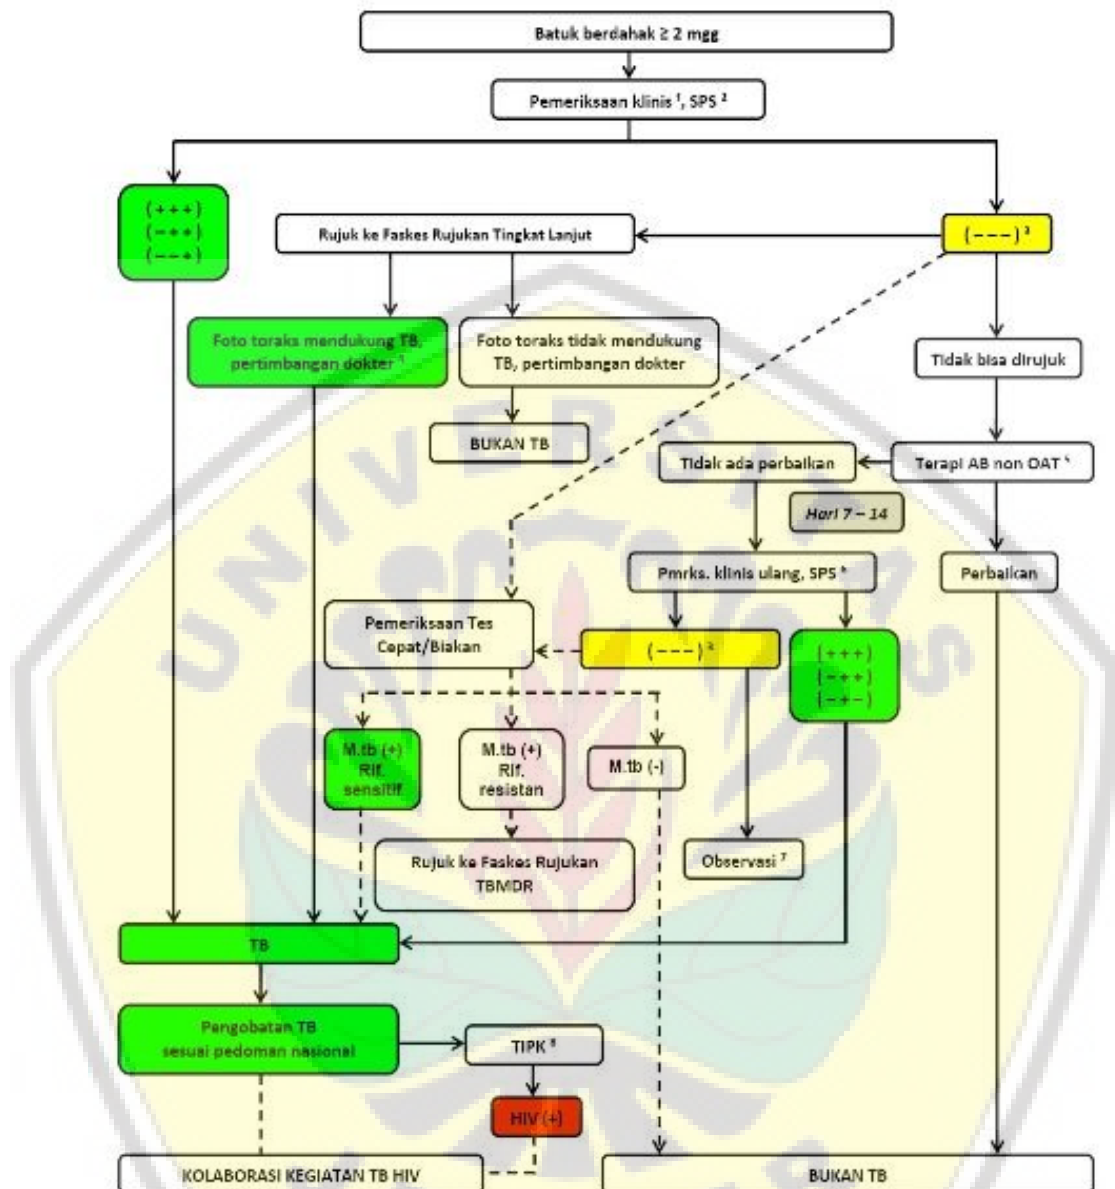 Batuk berdahak ≥ 2 mgg
Pemeriksaan klinis ¹, SPS ²
(+++)
(-++)
(--+)
Rujuk ke Faskes Rujukan Tingkat Lanjut
(---) ³
Foto toraks mendukung TB,
pertimbangan dokter
Foto toraks tidak mendukung
TB, pertimbangan dokter
Tidak bisa dirujuk
BUKAN TB
Tidak ada perbaikan
Terapi AB non OAT
Hari 7 – 14
Pmrks. klinis ulang, SPS
Perbaikan
Pemeriksaan Tes
Cepat/Biakan
(---)
(+++)
(-++)
(-+-)
M.tb (+)
Rif.
sensitif
M.tb (+)
Rif.
resistan
M.tb (-)
Rujuk ke Faskes Rujukan
TBMDR
Observasi ⁷
TB
Pengobatan TB
sesuai pedoman nasional
TIPK ⁸
HIV (+)
KOLABORASI KEGIATAN TB HIV
BUKAN TB
UNIVERSITAS